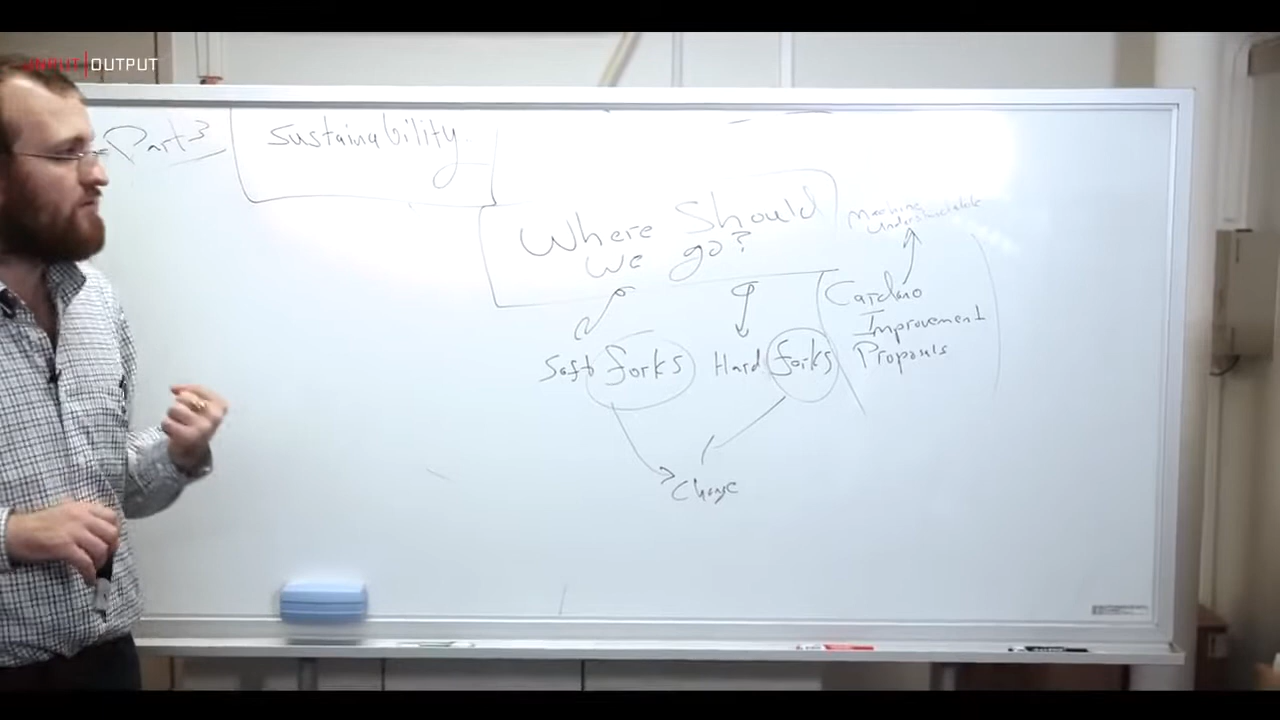 INPUT|OUTPUT
Part 3
Sustainability
Where Should
We go?
Machine
Understandable
Cardano
Improvement
Proposals
Soft forks
Hard forks
Change